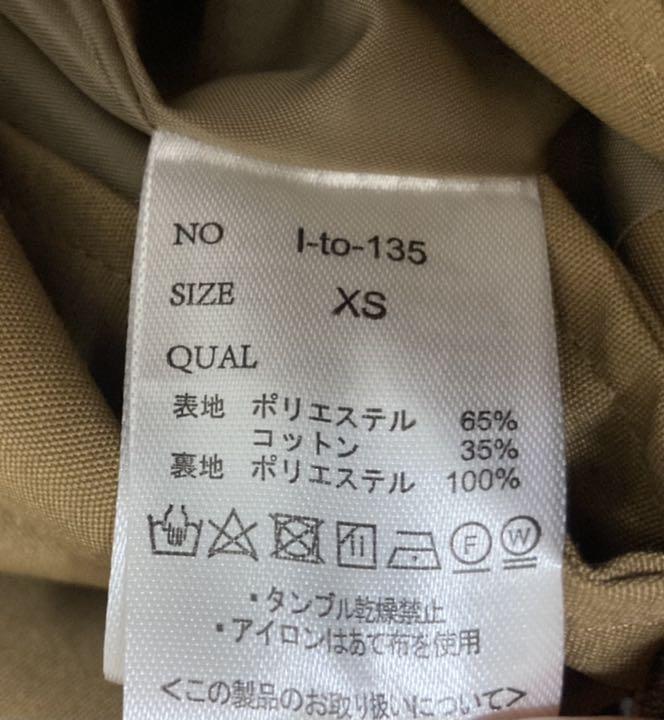 NO I-to-135
SIZE XS
QUAL
表地 ポリエステル 65%
コットン 35%
裏地 ポリエステル 100%
F W
・タンブル乾燥禁止
・アイロンはあて布を使用
<この製品のお取り扱いについて>